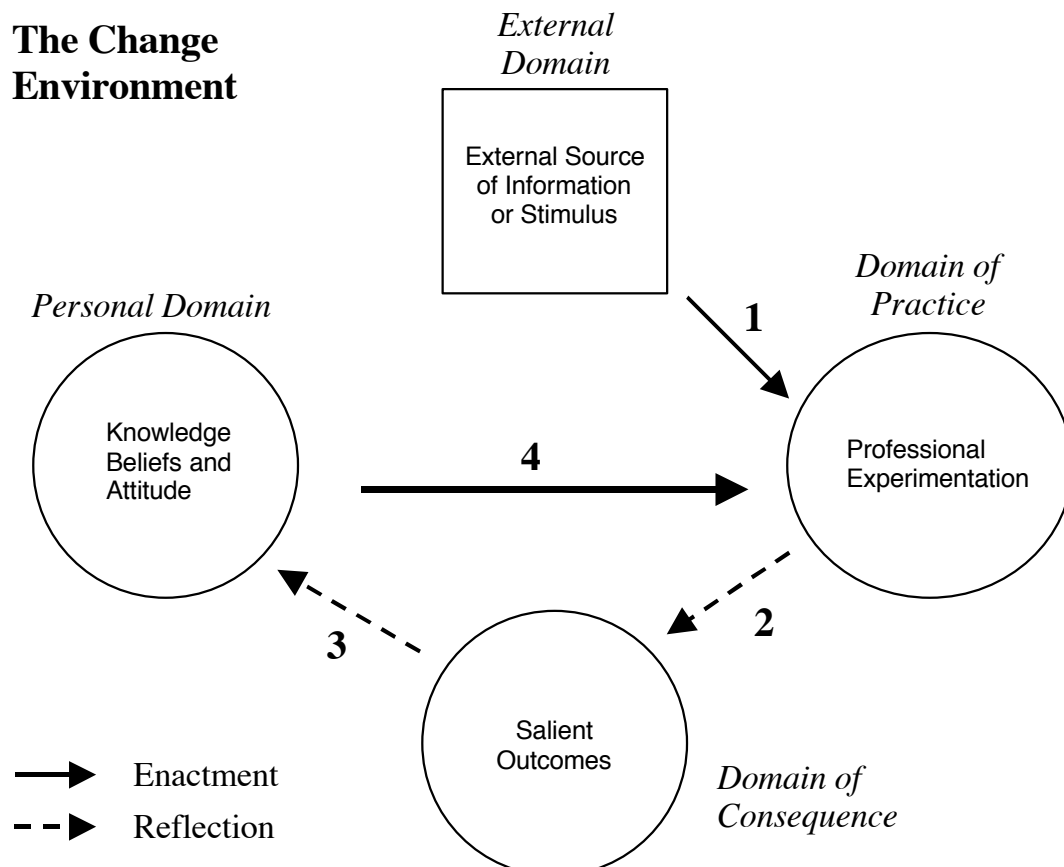 The Change
Environment
External
Domain
External Source
of Information
or Stimulus
Personal Domain
Domain of
Practice
1
Knowledge
Beliefs and
Attitude
4
Professional
Experimentation
3
2
Salient
Outcomes
Domain of
Consequence
Enactment
Reflection